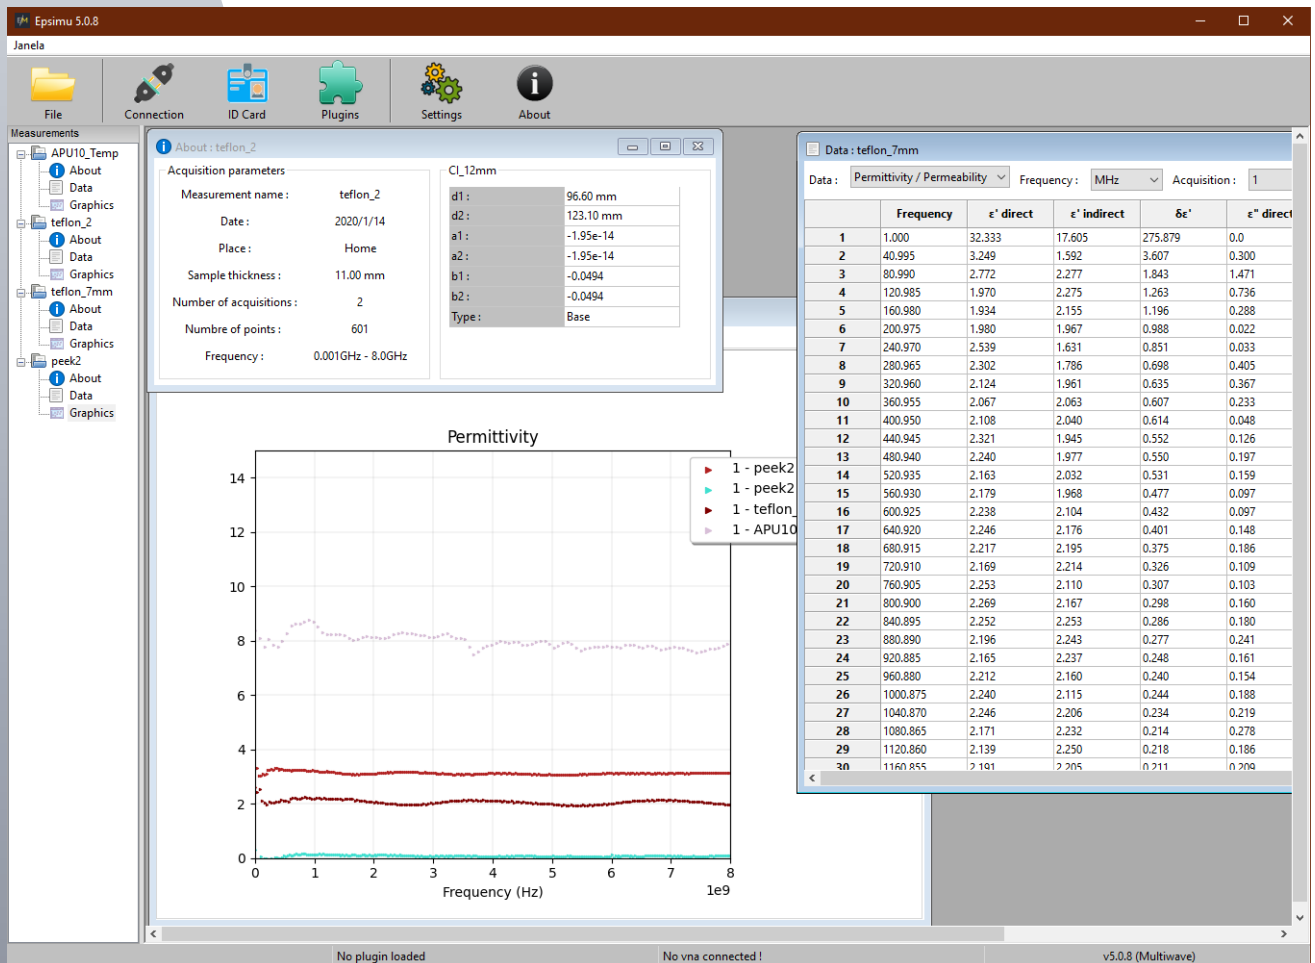 Epsimu 5.0.8
Janela
File
Connection
ID Card
Plugins
Settings
About
Measurements
APU10_Temp
About
Data
Graphics
teflon_2
About
Data
Graphics
teflon_7mm
About
Data
Graphics
peek2
About
Data
Graphics
About : teflon_2
Acquisition parameters
Measurement name : teflon_2
Date : 2020/1/14
Place : Home
Sample thickness : 11.00 mm
Number of acquisitions : 2
Numbre of points : 601
Frequency : 0.001GHz - 8.0GHz
CI_12mm
d1 : 96.60 mm
d2 : 123.10 mm
a1 : -1.95e-14
a2 : -1.95e-14
b1 : -0.0494
b2 : -0.0494
Type : Base
Permittivity
14
12
10
8
6
4
2
0
0 1 2 3 4 5 6 7 8
1e9
Frequency (Hz)
1 - peek2
1 - peek2
1 - teflon_
1 - APU10
Data : teflon_7mm
Data : Permittivity / Permeability Frequency : MHz Acquisition : 1
Frequency ε' direct ε' indirect δε' ε" direct
1 1.000 32.333 17.605 275.879 0.0
2 40.995 3.249 1.592 3.607 0.300
3 80.990 2.772 2.277 1.843 1.471
4 120.985 1.970 2.275 1.263 0.736
5 160.980 1.934 2.155 1.196 0.288
6 200.975 1.980 1.967 0.988 0.022
7 240.970 2.539 1.631 0.851 0.033
8 280.965 2.302 1.786 0.698 0.405
9 320.960 2.124 1.961 0.635 0.367
10 360.955 2.067 2.063 0.607 0.233
11 400.950 2.108 2.040 0.614 0.048
12 440.945 2.321 1.945 0.552 0.126
13 480.940 2.240 1.977 0.550 0.197
14 520.935 2.163 2.032 0.531 0.159
15 560.930 2.179 1.968 0.477 0.097
16 600.925 2.238 2.104 0.432 0.097
17 640.920 2.246 2.176 0.401 0.148
18 680.915 2.217 2.195 0.375 0.186
19 720.910 2.169 2.214 0.326 0.109
20 760.905 2.253 2.110 0.307 0.103
21 800.900 2.269 2.167 0.298 0.160
22 840.895 2.252 2.253 0.286 0.180
23 880.890 2.196 2.243 0.277 0.241
24 920.885 2.165 2.237 0.248 0.161
25 960.880 2.212 2.160 0.240 0.154
26 1000.875 2.240 2.115 0.244 0.188
27 1040.870 2.246 2.206 0.234 0.219
28 1080.865 2.171 2.232 0.214 0.278
29 1120.860 2.139 2.250 0.218 0.186
30 1160.855 2.191 2.205 0.211 0.209
No plugin loaded
No vna connected !
v5.0.8 (Multiwave)